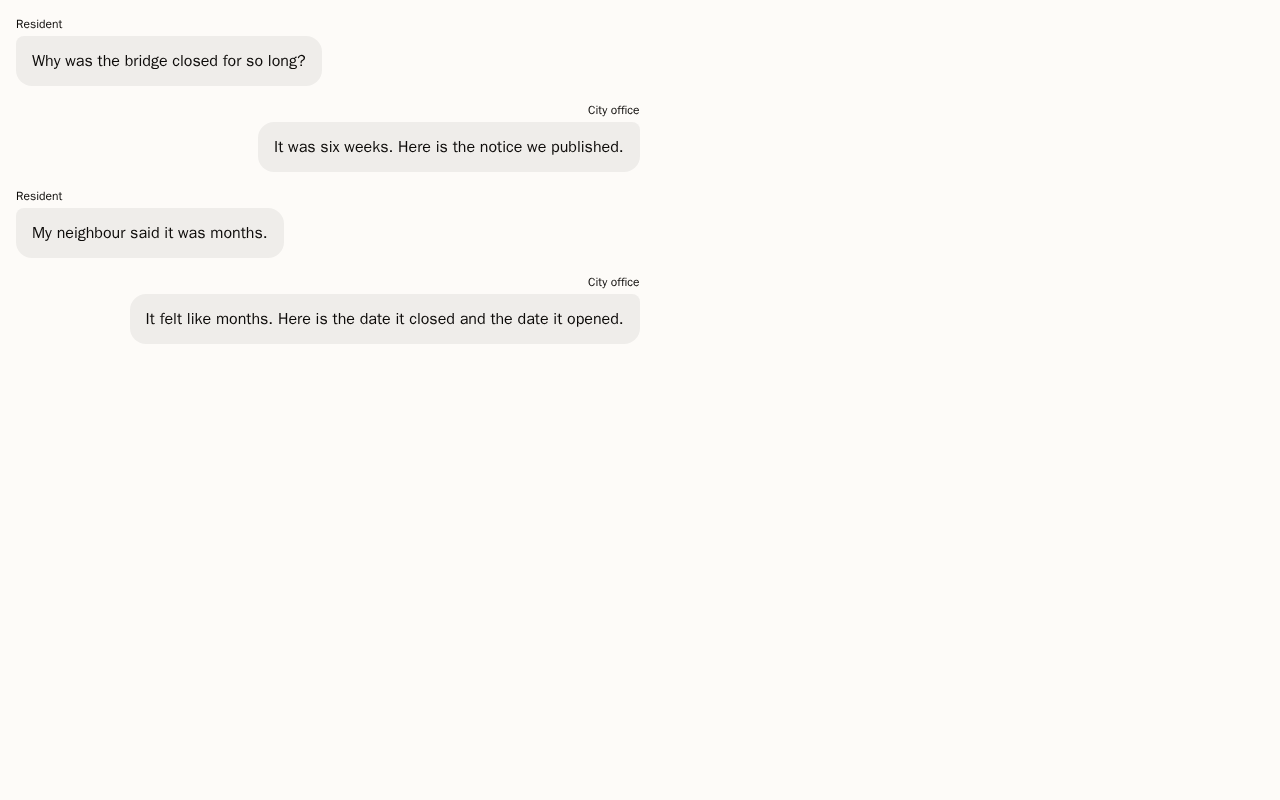 Resident
Why was the bridge closed for so long?
City office
It was six weeks. Here is the notice we published.
Resident
My neighbour said it was months.
City office
It felt like months. Here is the date it closed and the date it opened.